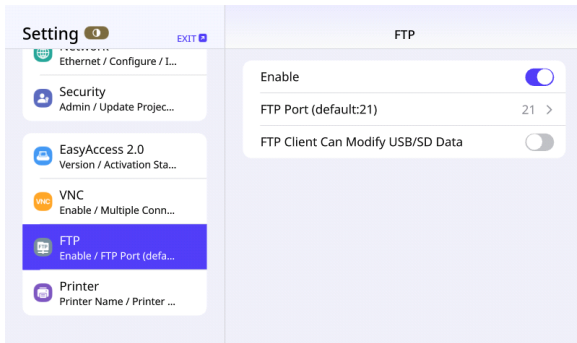 Setting
EXIT
Ethernet / Configure / I...
Security
Admin / Update Projec...
EasyAccess 2.0
Version / Activation Sta...
VNC
VNC
Enable / Multiple Conn...
FTP
FTP
Enable / FTP Port (defa...
Printer
Printer Name / Printer ...
FTP
Enable
FTP Port (default:21) 21 >
FTP Client Can Modify USB/SD Data